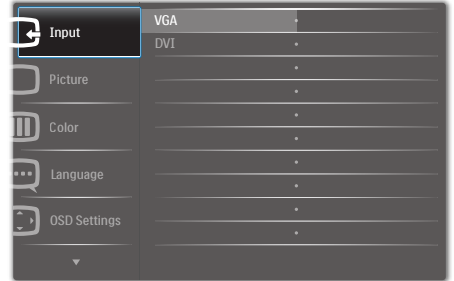 Input
Picture
Color
Language
OSD Settings
VGA
DVI